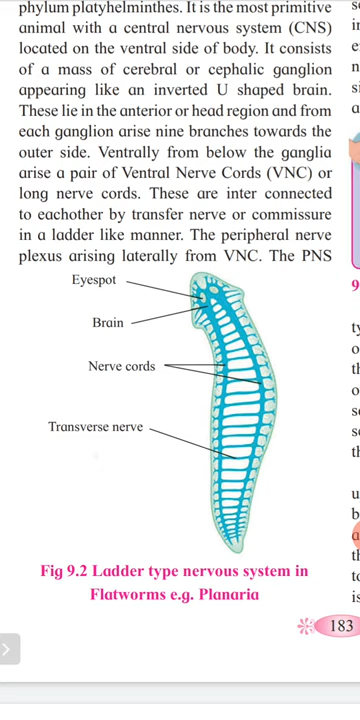 phylum platyhelminthes. It is the most primitive
animal with a central nervous system (CNS)
located on the ventral side of body. It consists
of a mass of cerebral or cephalic ganglion
appearing like an inverted U shaped brain.
These lie in the anterior or head region and from
each ganglion arise nine branches towards the
outer side. Ventrally from below the ganglia
arise a pair of Ventral Nerve Cords (VNC) or
long nerve cords. These are inter connected
to eachother by transfer nerve or commissure
in a ladder like manner. The peripheral nerve
plexus arising laterally from VNC. The PNS
Eyespot
Brain
Nerve cords
Transverse nerve
Fig 9.2 Ladder type nervous system in
Flatworms e.g. Planaria
183